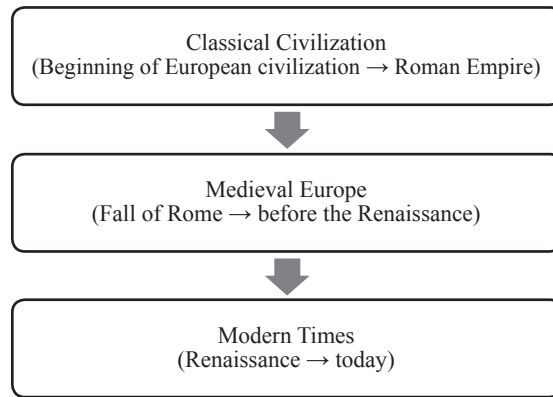 Classical Civilization
(Beginning of European civilization → Roman Empire)
Medieval Europe
(Fall of Rome → before the Renaissance)
Modern Times
(Renaissance → today)